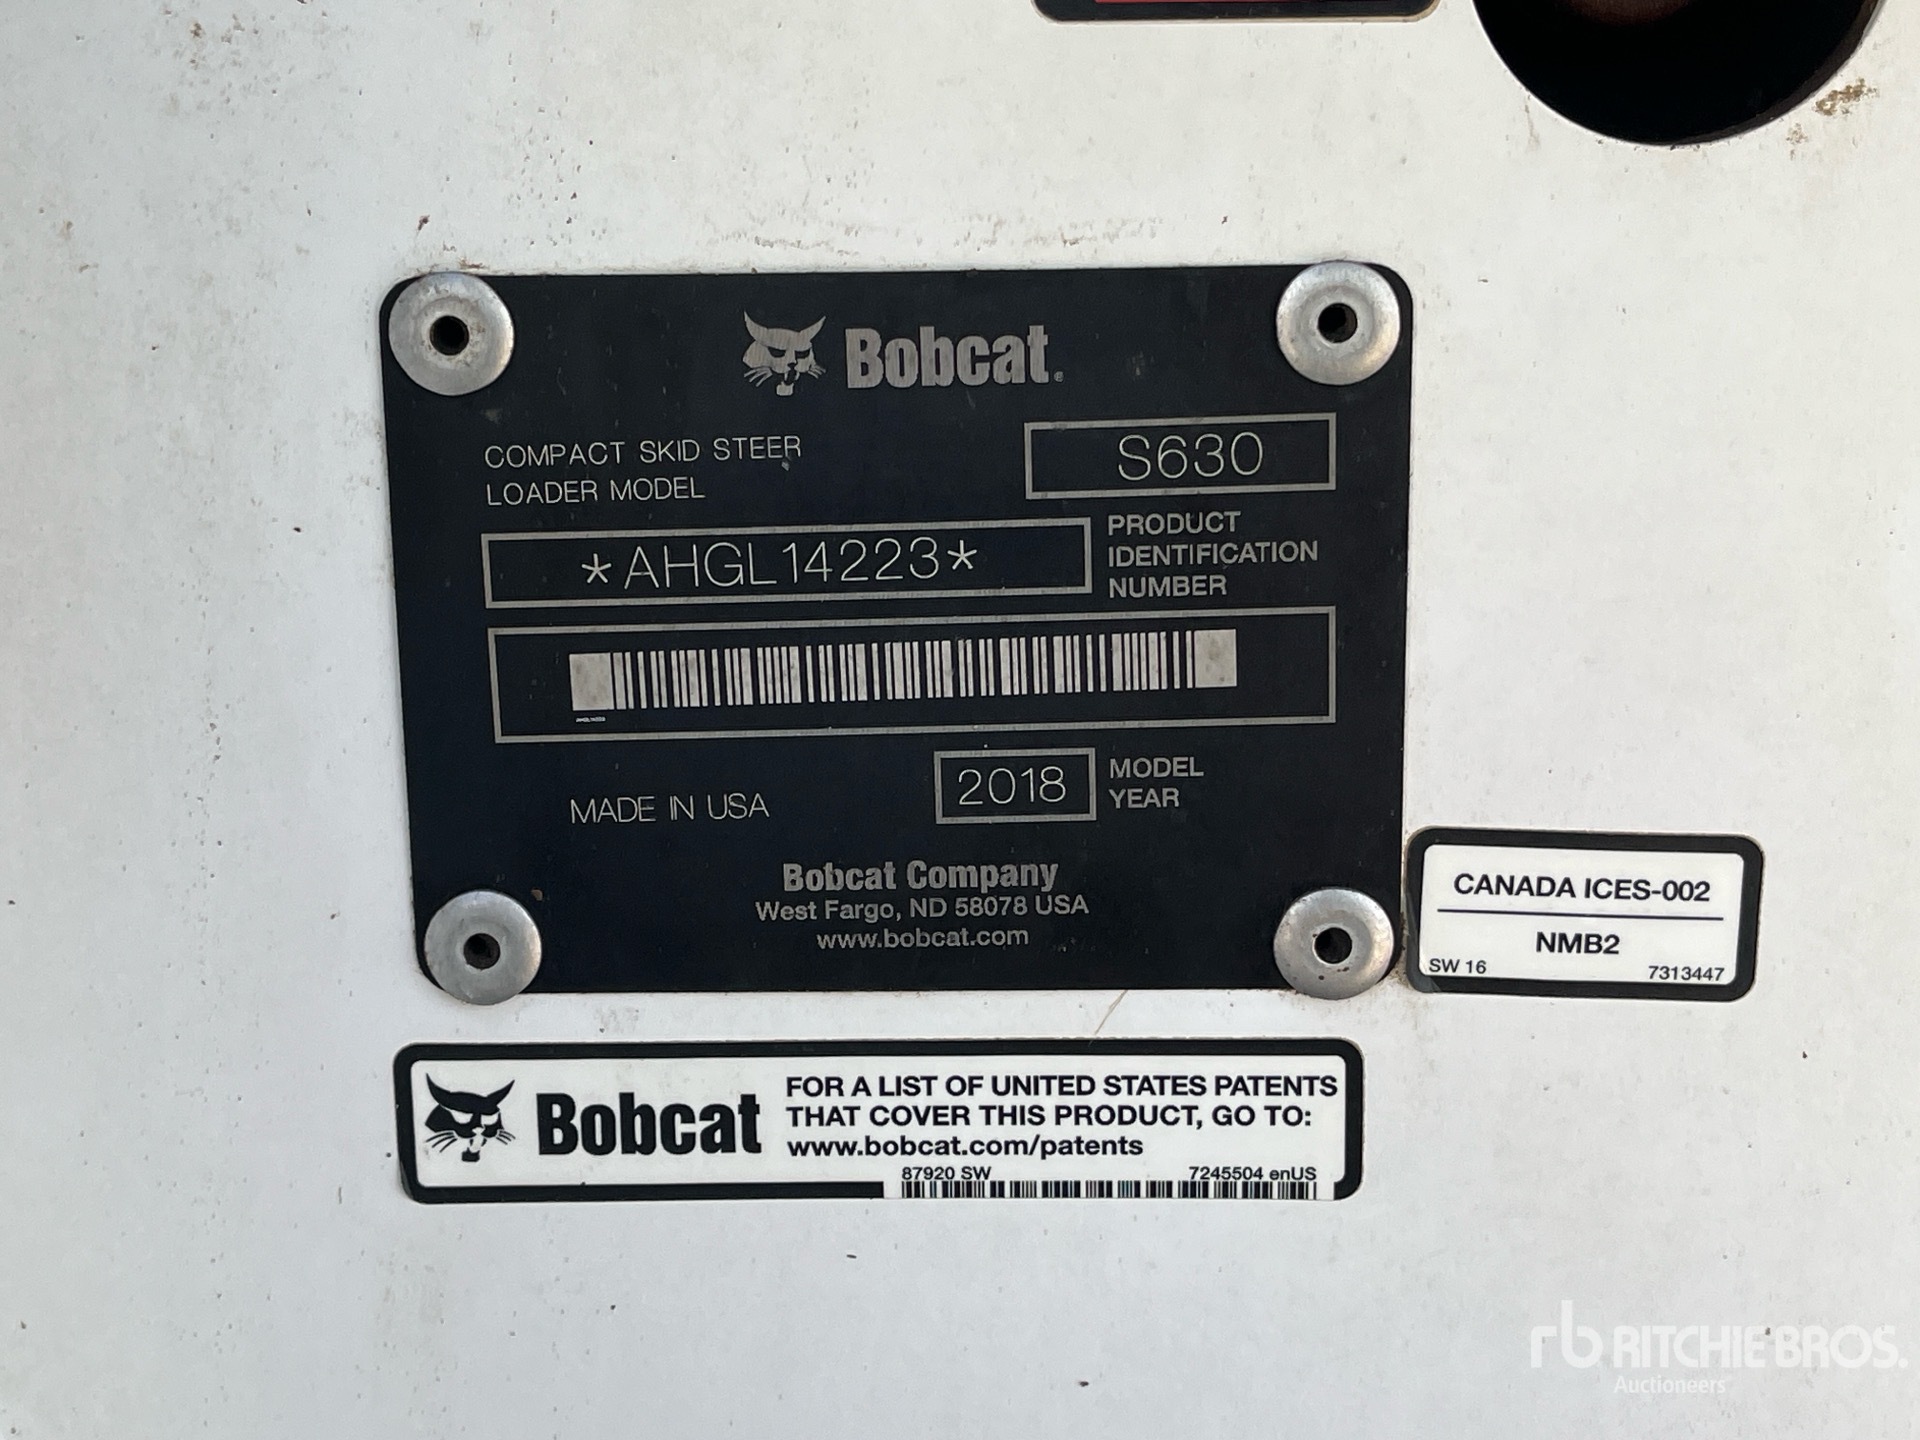 Bobcat®
COMPACT SKID STEER
LOADER MODEL
S630
*AHGL14223*
PRODUCT
IDENTIFICATION
NUMBER
AHGL14223
MADE IN USA
2018
MODEL
YEAR
Bobcat Company
West Fargo, ND 58078 USA
www.bobcat.com
CANADA ICES-002
NMB2
SW 16 7313447
Bobcat
FOR A LIST OF UNITED STATES PATENTS
THAT COVER THIS PRODUCT, GO TO:
www.bobcat.com/patents
87920 SW 7245504 enUS
rb RITCHIE BROS.
Auctioneers